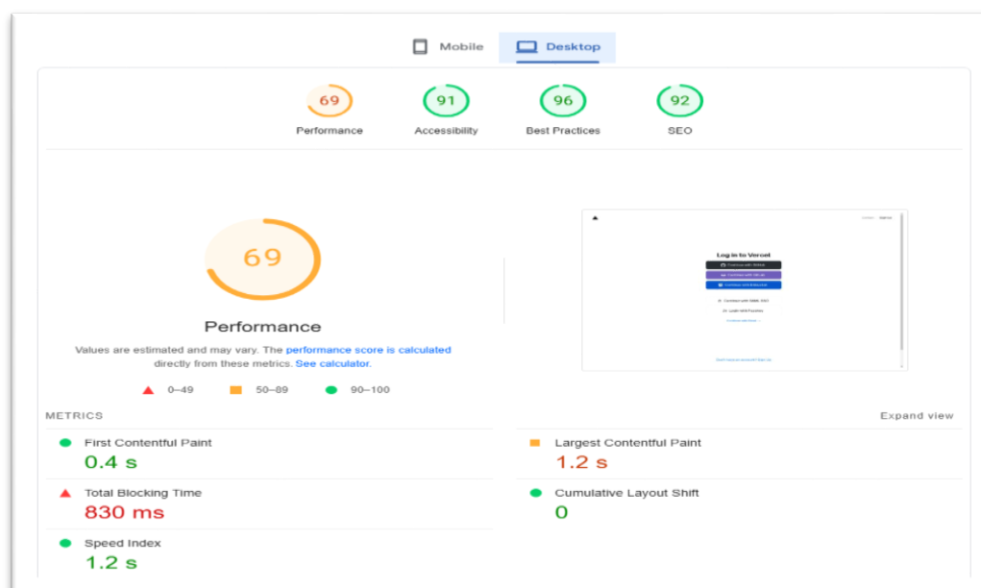 Mobile Desktop
69 91 96 92
Performance Accessibility Best Practices SEO
69
Log in to Vercel
Performance
Values are estimated and may vary. The performance score is calculated
directly from these metrics. See calculator.
0–49 50–89 90–100
METRICS Expand view
First Contentful Paint Largest Contentful Paint
0.4 s 1.2 s
Total Blocking Time Cumulative Layout Shift
830 ms 0
Speed Index
1.2 s